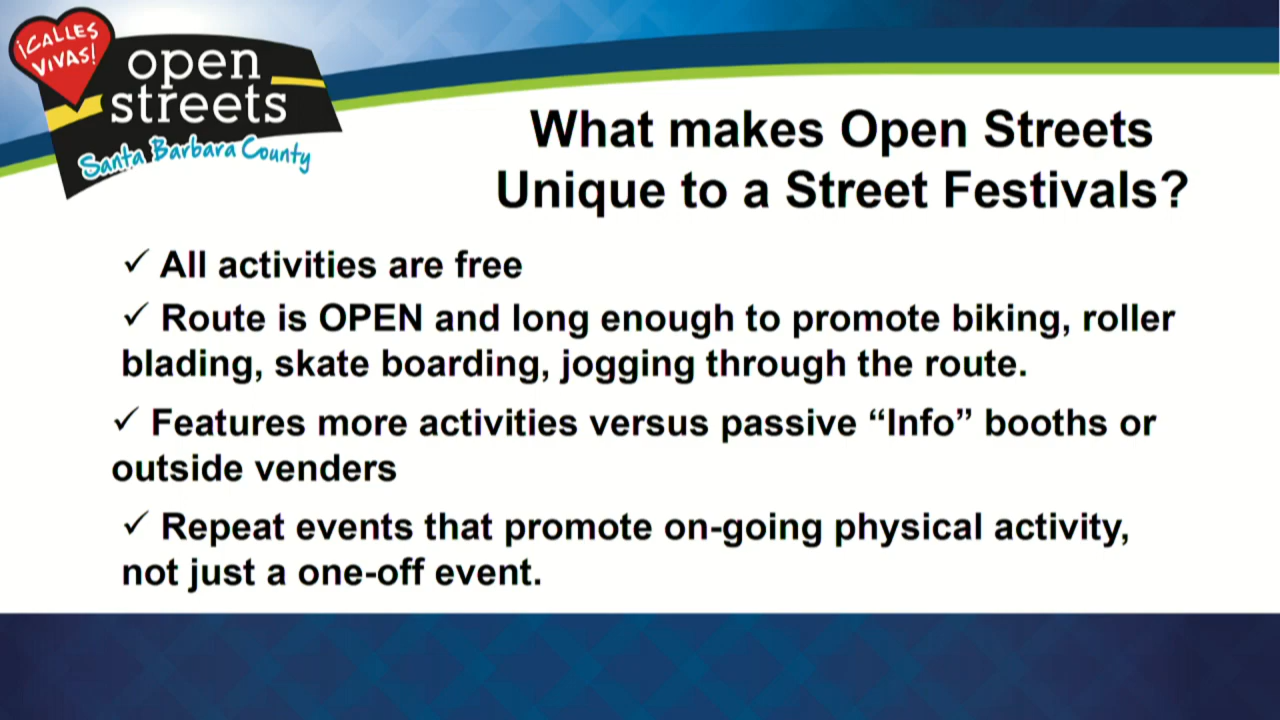 ¡CALLES
VIVAS!
open
streets
Santa Barbara County
What makes Open Streets
Unique to a Street Festivals?
✓ All activities are free
✓ Route is OPEN and long enough to promote biking, roller
blading, skate boarding, jogging through the route.
✓ Features more activities versus passive “Info” booths or
outside venders
✓ Repeat events that promote on-going physical activity,
not just a one-off event.